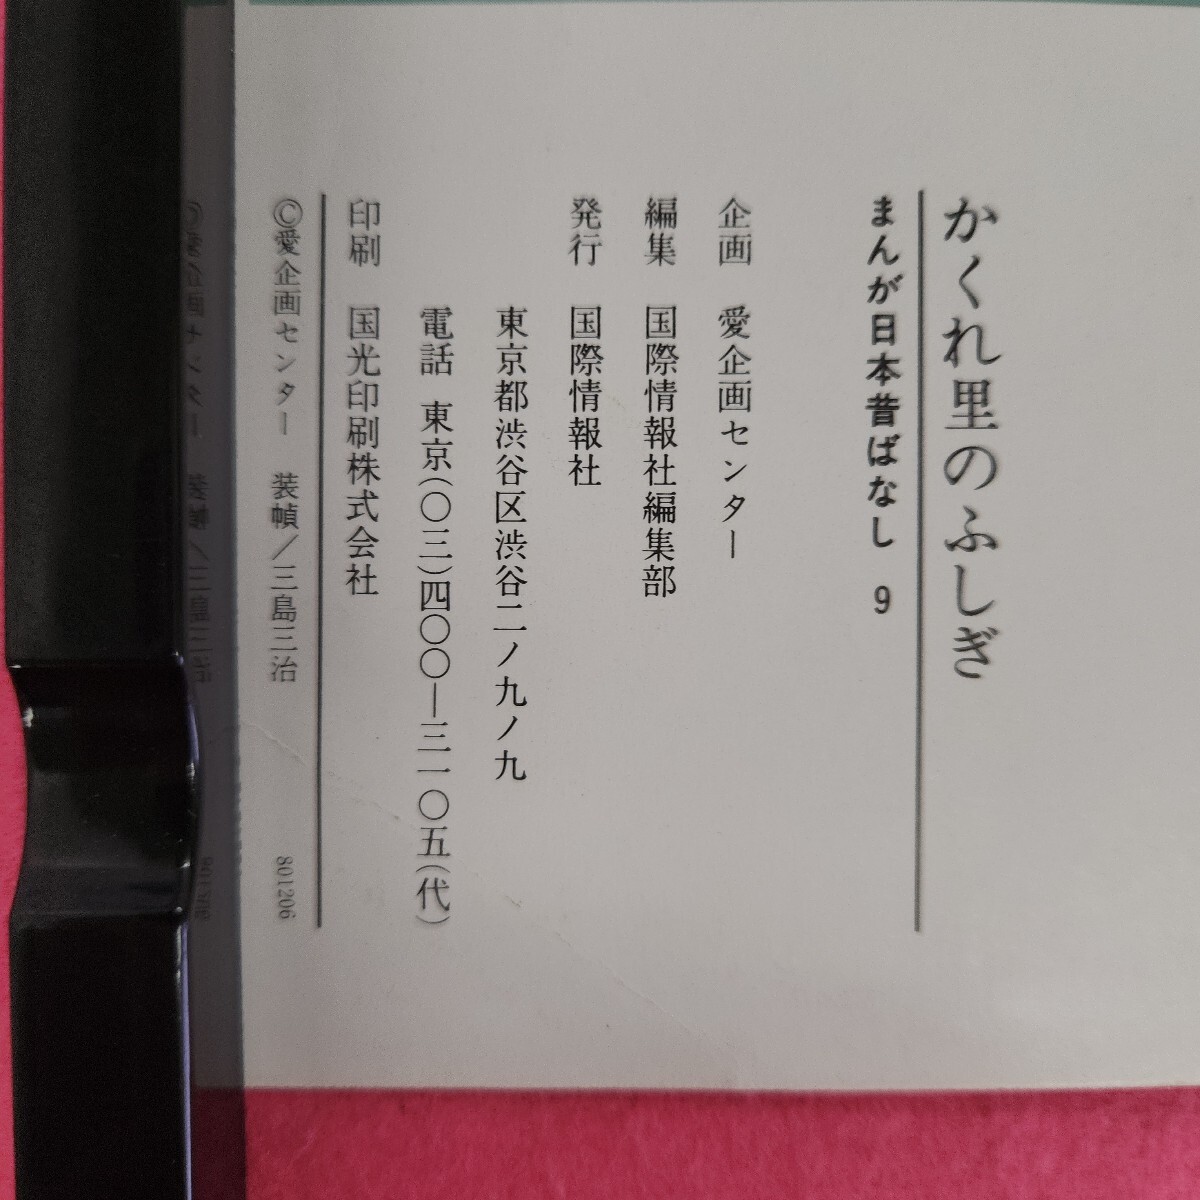 かくれ里のふしぎ
まんが日本昔ばなし 9
企画 愛企画センター
編集 国際情報社編集部
発行 国際情報社
東京都渋谷区渋谷二ノ九ノ九
電話 東京(〇三)四〇〇―三一〇五(代)
印刷 国光印刷株式会社
©愛企画センター 装幀/三島三治
801206